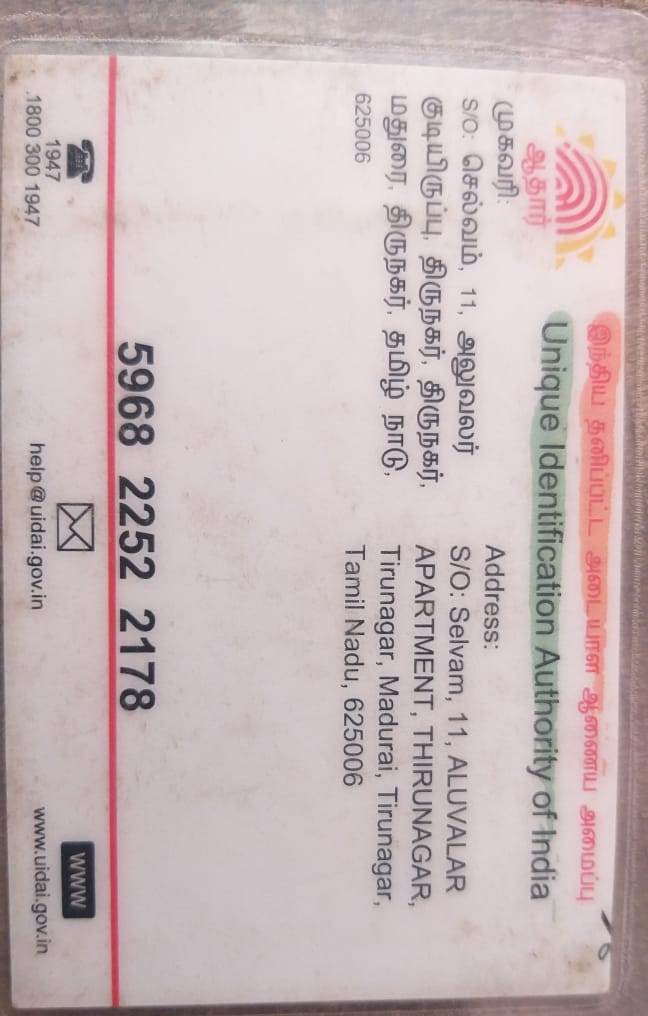 இந்திய தனிப்பட்ட அடையாள ஆணைய அமைப்பு
Unique Identification Authority of India
ஆதார்
முகவரி:
S/O: செல்வம், 11, அலுவலர்
குடியிருப்பு, திருநகர், திருநகர்,
மதுரை, திருநகர், தமிழ் நாடு,
625006
Address:
S/O: Selvam, 11, ALUVALAR
APARTMENT, THIRUNAGAR,
Tirunagar, Madurai, Tirunagar,
Tamil Nadu, 625006
5968 2252 2178
1947
.1800 300 1947
help@uidai.gov.in
www
www.uidai.gov.in